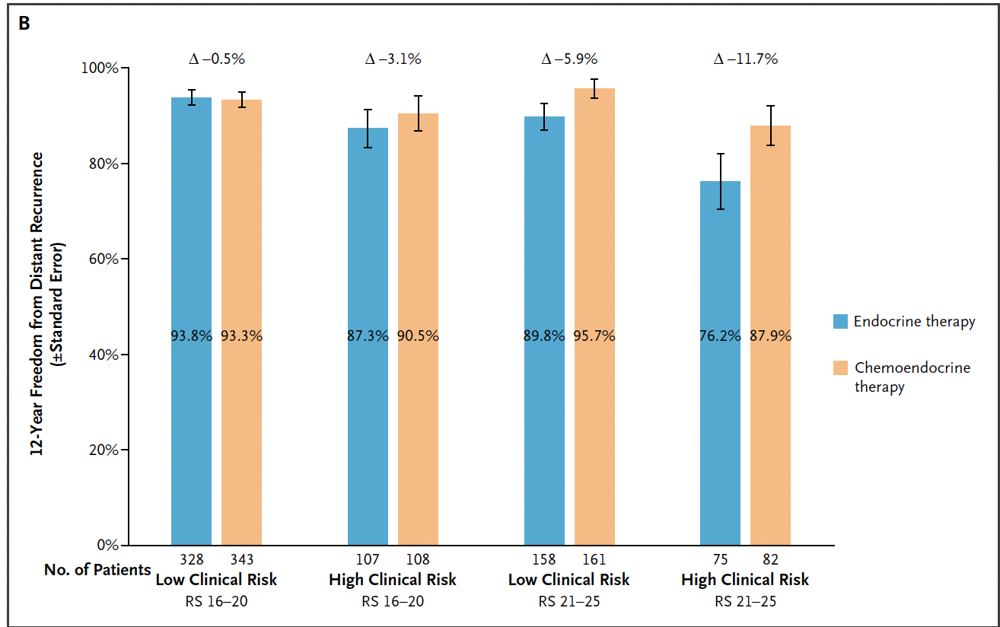 B
Δ –0.5%
Δ –3.1%
Δ –5.9%
Δ –11.7%
12-Year Freedom from Distant Recurrence
(±Standard Error)
100%
80%
60%
40%
20%
0%
93.8% 93.3%
87.3% 90.5%
89.8% 95.7%
76.2% 87.9%
Endocrine therapy
Chemoendocrine
therapy
No. of Patients
328 343
Low Clinical Risk
RS 16–20
107 108
High Clinical Risk
RS 16–20
158 161
Low Clinical Risk
RS 21–25
75 82
High Clinical Risk
RS 21–25